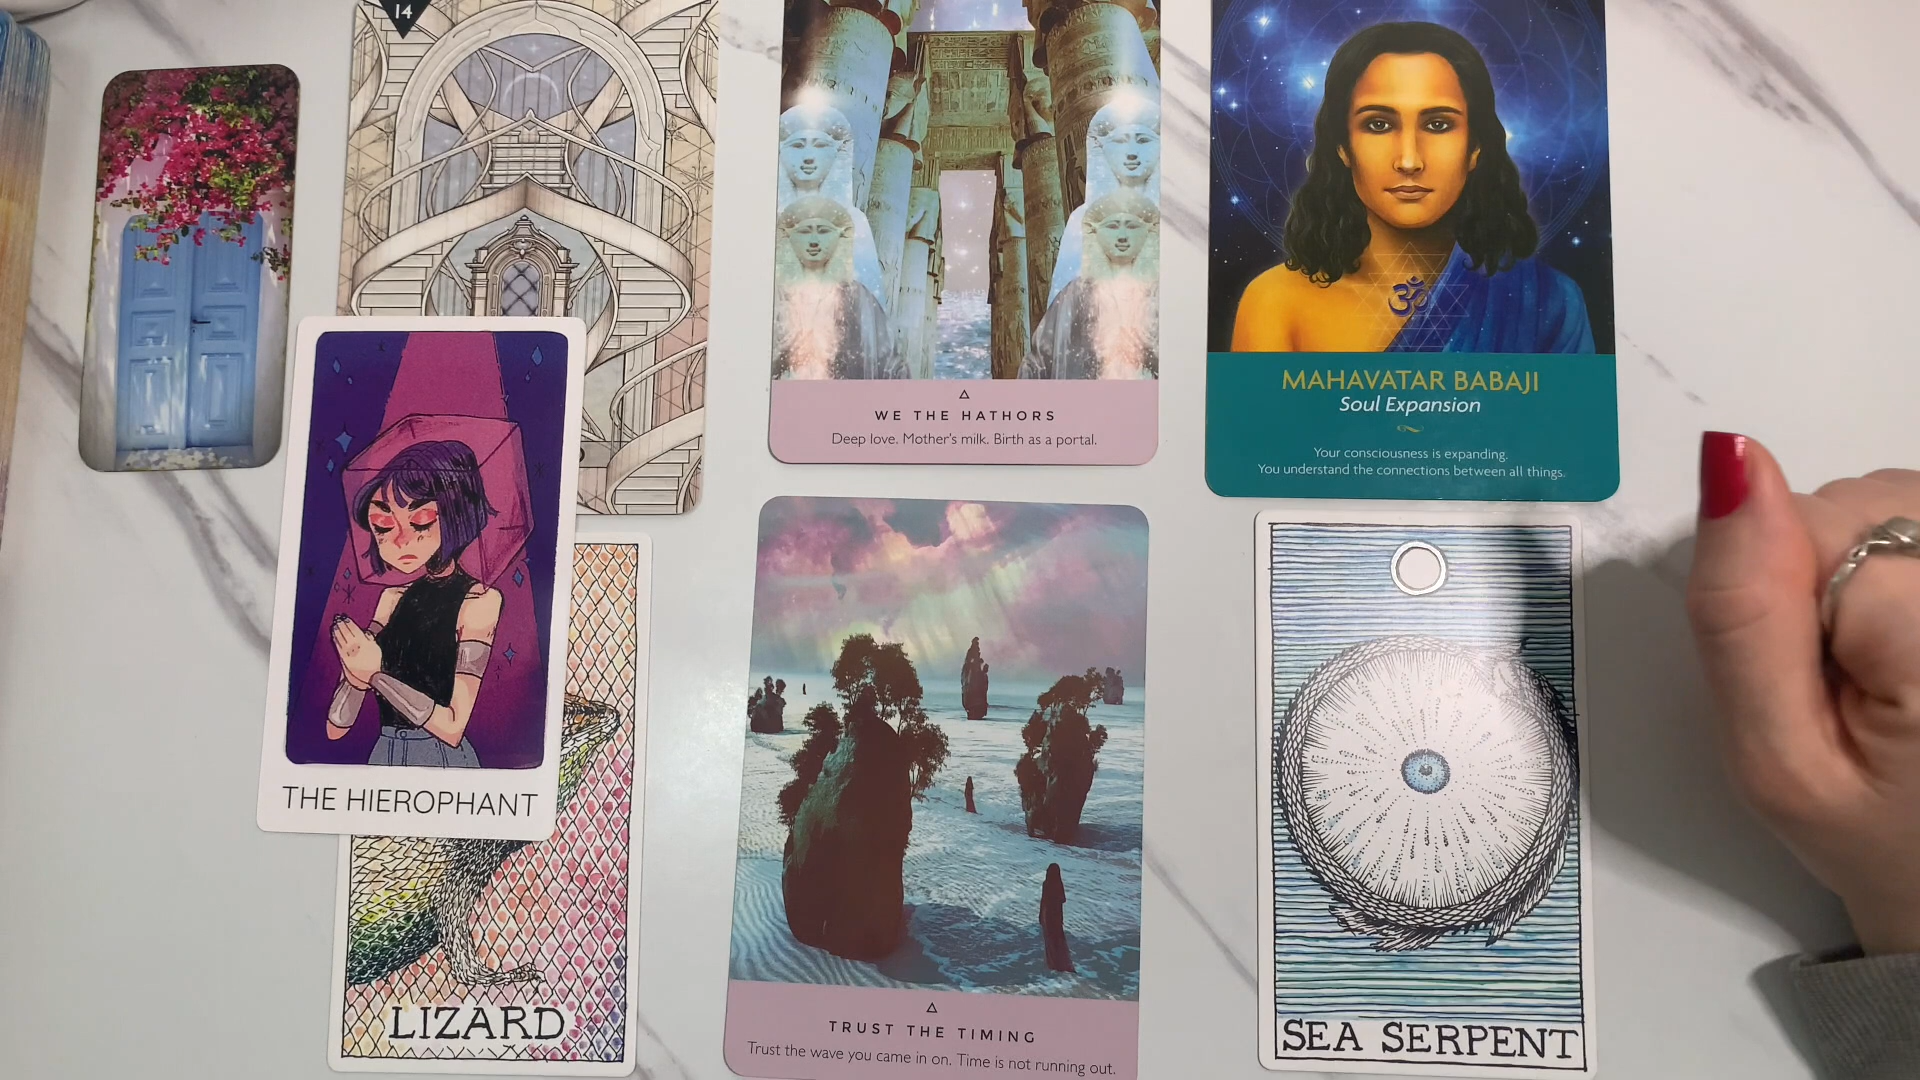 14
WE THE HATHORS
Deep love. Mother's milk. Birth as a portal.
MAHAVATAR BABAJI
Soul Expansion
Your consciousness is expanding.
You understand the connections between all things.
THE HIEROPHANT
LIZARD
TRUST THE TIMING
Trust the wave you came in on. Time is not running out.
SEA SERPENT
ॐ